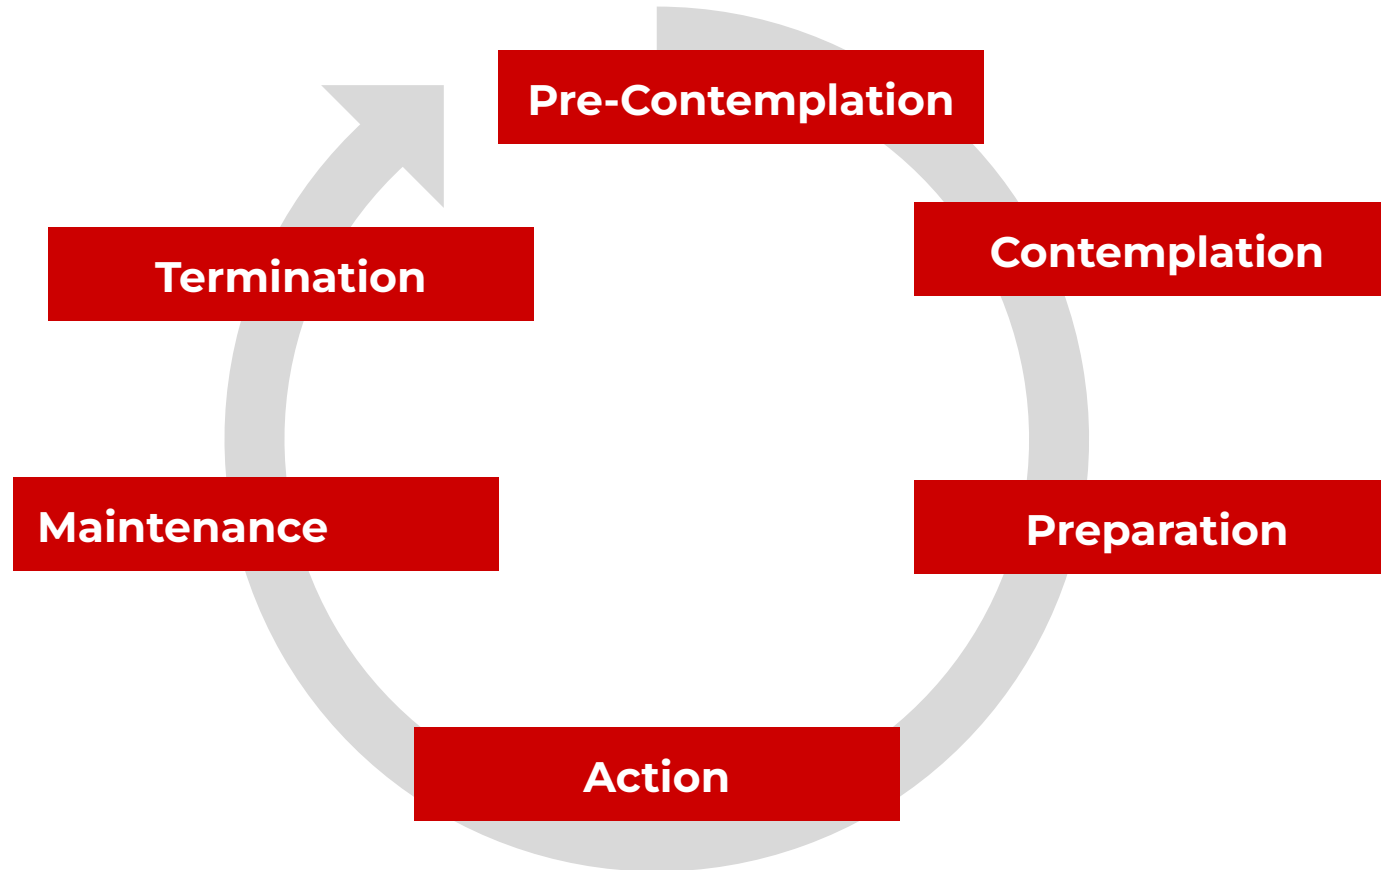 Pre-Contemplation
Contemplation
Preparation
Action
Maintenance
Termination